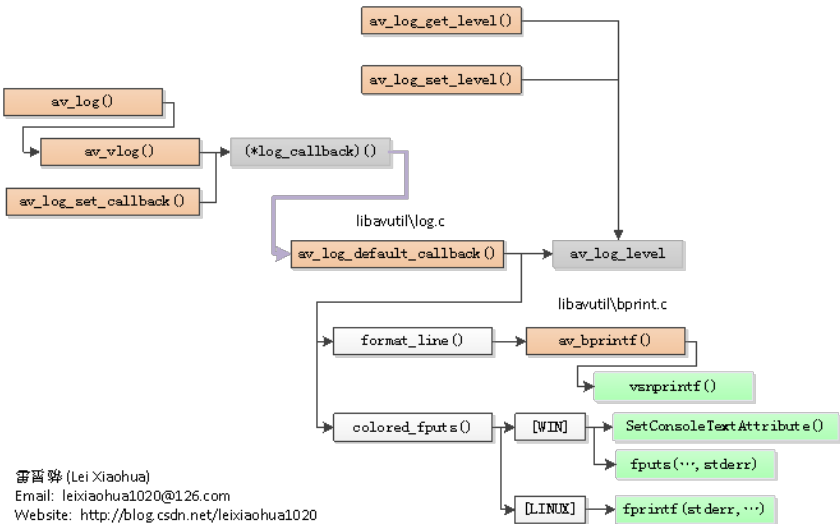 av_log_get_level()
av_log_set_level()
av_log()
av_vlog()
(*log_callback)()
av_log_set_callback()
libavutil\log.c
av_log_default_callback()
av_log_level
libavutil\bprint.c
format_line()
av_bprintf()
vsnprintf()
colored_fputs()
[WIN]
SetConsoleTextAttribute()
fputs(…,stderr)
[LINUX]
fprintf(stderr,…)
雷霄骅 (Lei Xiaohua)
Email: leixiaohua1020@126.com
Website: http://blog.csdn.net/leixiaohua1020